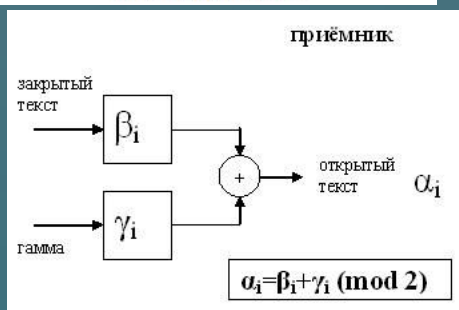 приёмник
закрытый
текст
βi
+
открытый
текст
αi
γi
гамма
αi=βi+γi (mod 2)